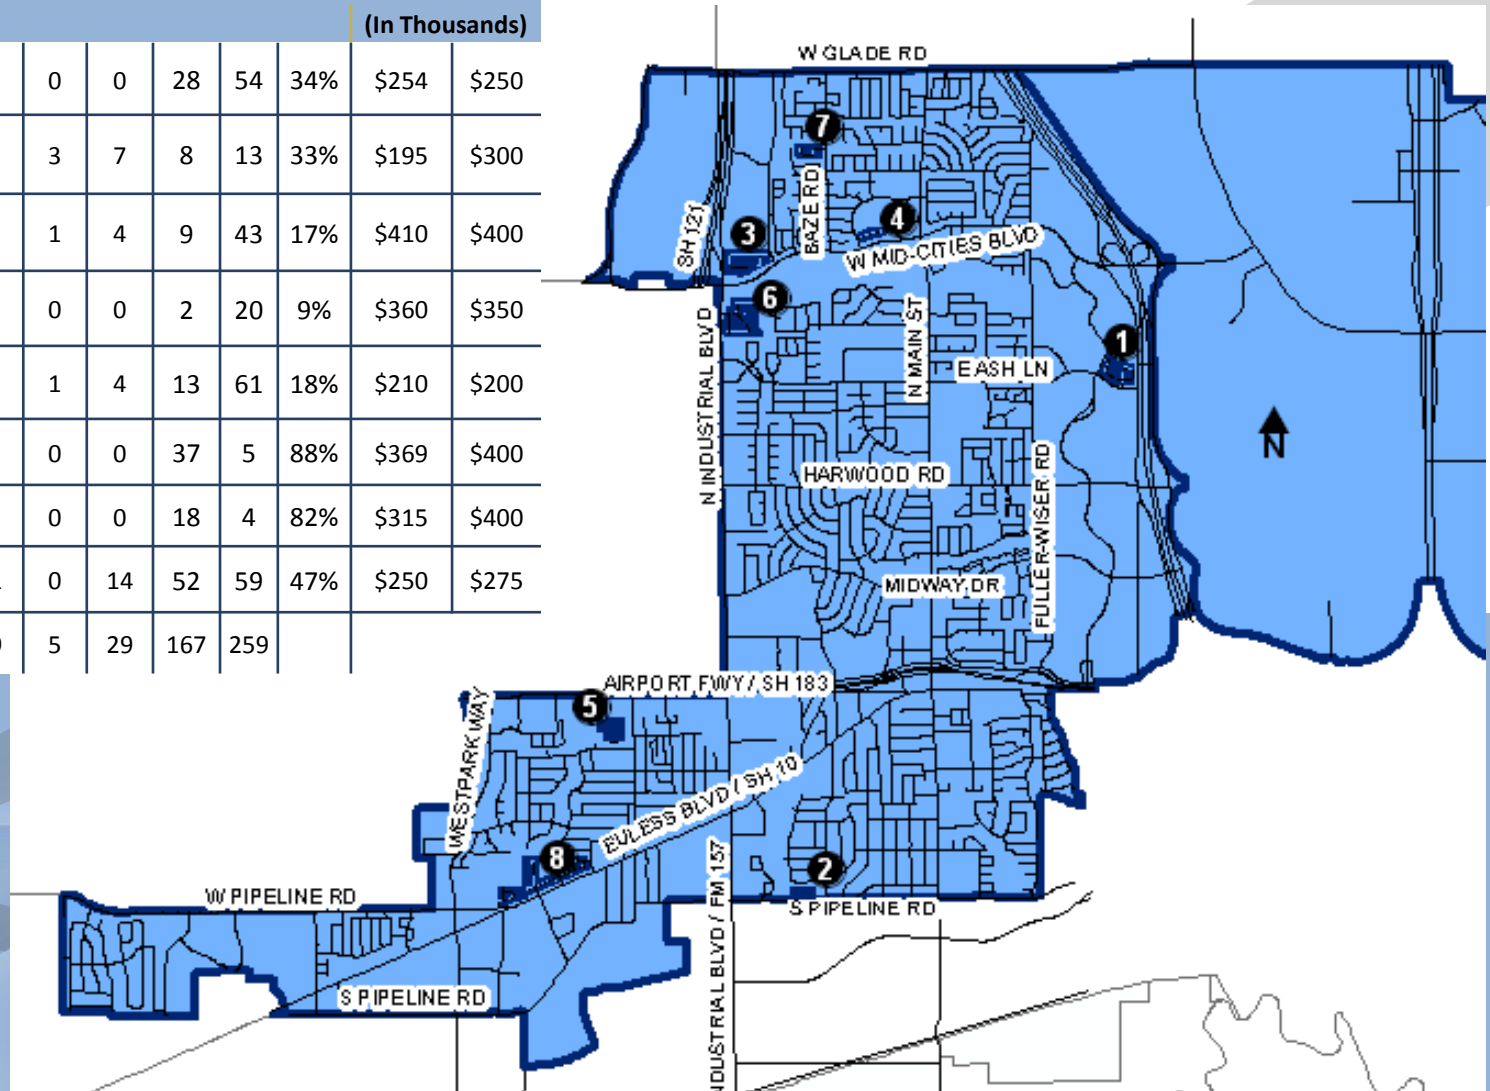 (In Thousands)
0 0 28 54 34% $254 $250
3 7 8 13 33% $195 $300
1 4 9 43 17% $410 $400
0 0 2 20 9% $360 $350
1 4 13 61 18% $210 $200
0 0 37 5 88% $369 $400
0 0 18 4 82% $315 $400
0 14 52 59 47% $250 $275
5 29 167 259
W GLADE RD
7
BAZE RD
4
SH 121
3
W MID-CITIES BLVD
6
N INDUSTRIAL BLVD
N MAIN ST
1
E ASH LN
N
HARWOOD RD
FULLER-WISER RD
MIDWAY DR
AIRPORT FWY / SH 183
5
WESTPARK WAY
EULESS BLVD / SH 10
8
2
W PIPELINE RD
S PIPELINE RD
NDUSTRIAL BLVD / FM 157
S PIPELINE RD